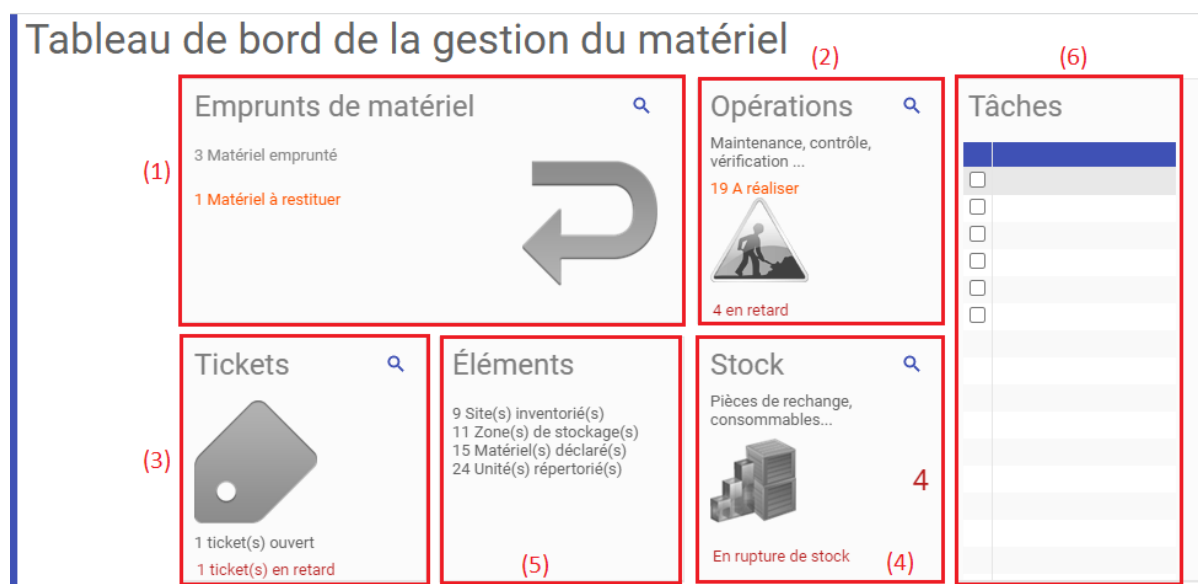 Tableau de bord de la gestion du matériel
(2)
(6)
Emprunts de matériel
3 Matériel emprunté
1 Matériel à restituer
(1)
Opérations
Maintenance, contrôle,
vérification ...
19 A réaliser
4 en retard
Tâches
Tickets
1 ticket(s) ouvert
1 ticket(s) en retard
(3)
Éléments
9 Site(s) inventorié(s)
11 Zone(s) de stockage(s)
15 Matériel(s) déclaré(s)
24 Unité(s) répertorié(s)
(5)
Stock
Pièces de rechange,
consommables...
4
En rupture de stock
(4)